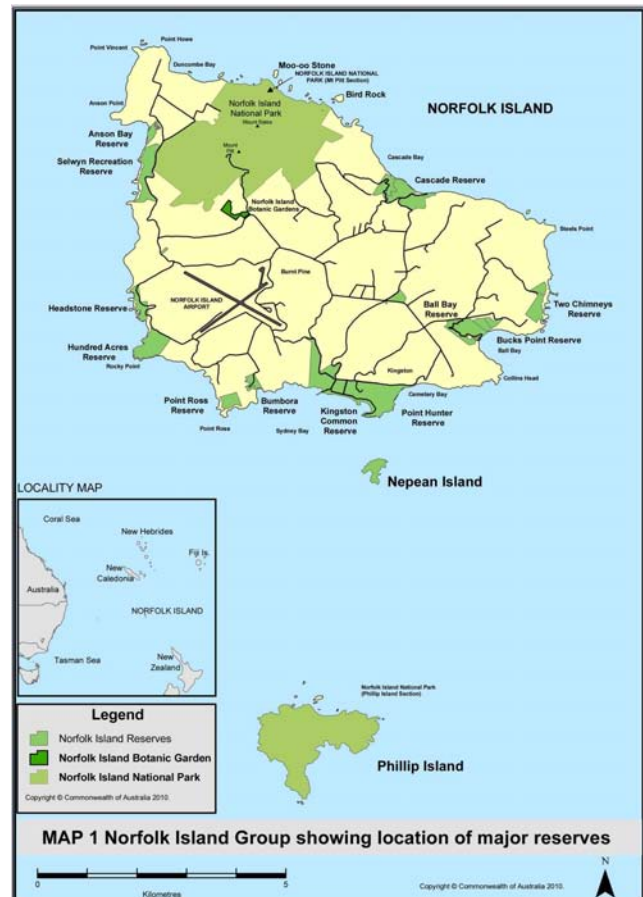 Point Howe
Point Vincent
Duncombe Bay
Moo-oo Stone
NORFOLK ISLAND NATIONAL
PARK (Mt Pitt Section)
Bird Rock
Anson Point
Norfolk Island
National Park
NORFOLK ISLAND
Mount Bates
Anson Bay
Reserve
Mount
Pitt
Selwyn Recreation
Reserve
Cascade Bay
Cascade Reserve
Norfolk Island
Botanic Gardens
Steels Point
Burnt Pine
Headstone Reserve
NORFOLK ISLAND
AIRPORT
Ball Bay
Reserve
Two Chimneys
Reserve
Hundred Acres
Reserve
Rocky Point
Bucks Point Reserve
Ball Bay
Kingston
Collins Head
Point Ross
Reserve
Bumbora
Reserve
Kingston
Common
Reserve
Cemetery Bay
Point Hunter
Reserve
Point Ross
Sydney Bay
Nepean Island
LOCALITY MAP
Coral Sea
New Hebrides
Fiji Is.
New
Caledonia
Australia
NORFOLK ISLAND
Tasman Sea
New
Zealand
Norfolk Island National Park
(Phillip Island Section)
Phillip Island
Legend
Norfolk Island Reserves
Norfolk Island Botanic Garden
Norfolk Island National Park
Copyright © Commonwealth of Australia 2010.
MAP 1 Norfolk Island Group showing location of major reserves
N
0 5
Kilometres
Copyright © Commonwealth of Australia 2010.